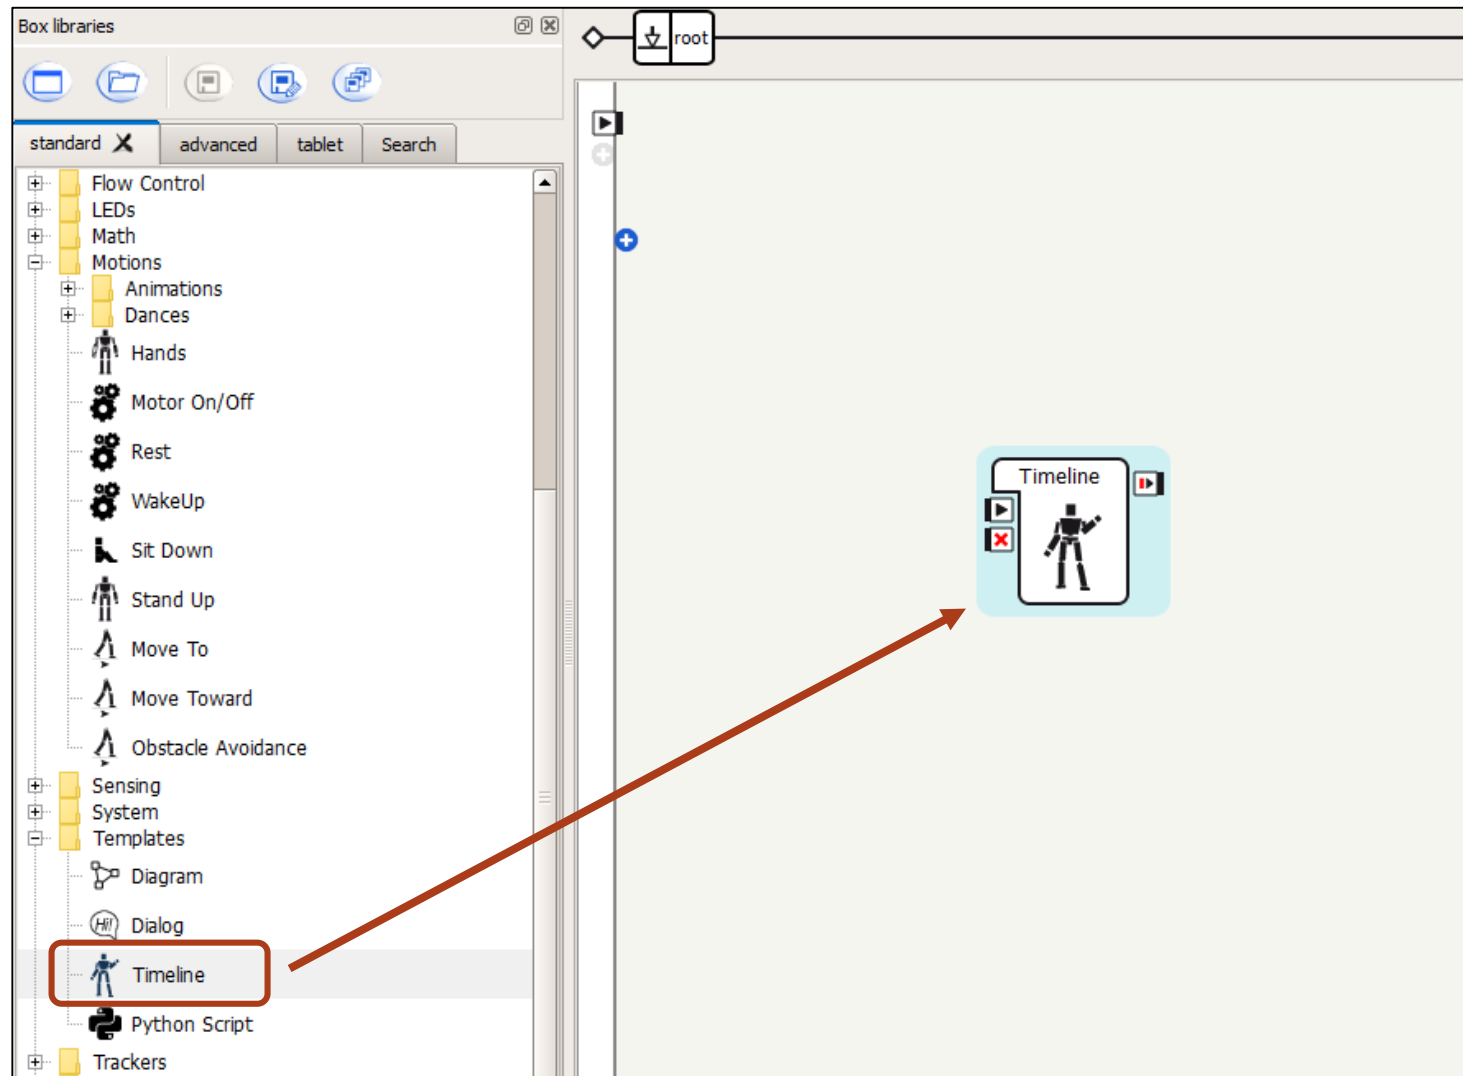 Box libraries
root
standard
advanced
tablet
Search
Flow Control
LEDs
Math
Motions
Animations
Dances
Hands
Motor On/Off
Rest
WakeUp
Sit Down
Stand Up
Move To
Move Toward
Obstacle Avoidance
Sensing
System
Templates
Diagram
Hi!
Dialog
Timeline
Python Script
Trackers
Timeline